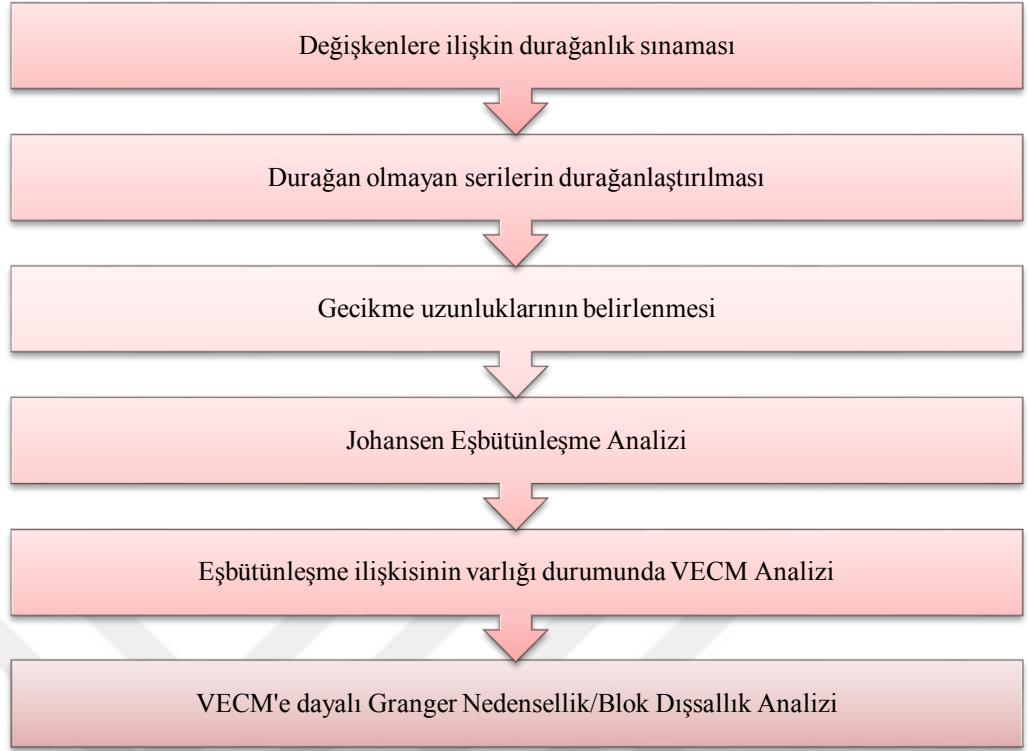 Değişkenlere ilişkin durağanlık sınaması
Durağan olmayan serilerin durağanlaştırılması
Gecikme uzunluklarının belirlenmesi
Johansen Eşbütünleşme Analizi
Eşbütünleşme ilişkisinin varlığı durumunda VECM Analizi
VECM'e dayalı Granger Nedensellik/Blok Dışsallık Analizi